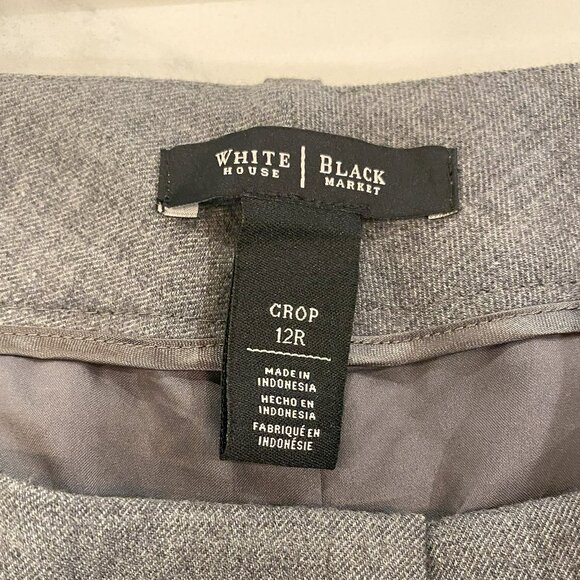 WHITE | BLACK
HOUSE | MARKET
CROP
12R
MADE IN
INDONESIA
HECHO EN
INDONESIA
FABRIQUÉ EN
INDONÉSIE